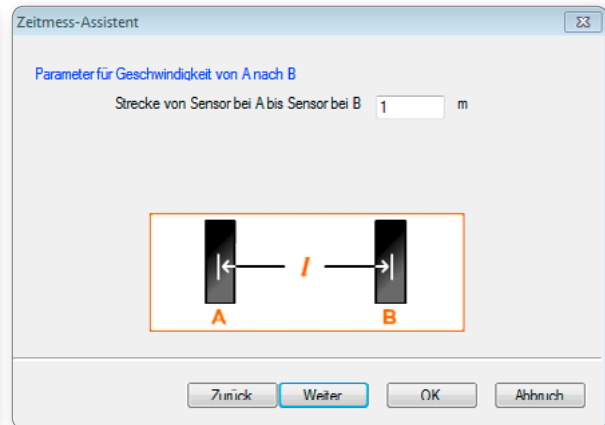 Zeitmess-Assistent
Parameter für Geschwindigkeit von A nach B
Strecke von Sensor bei A bis Sensor bei B 1 m
l
A B
Zurück Weiter OK Abbruch